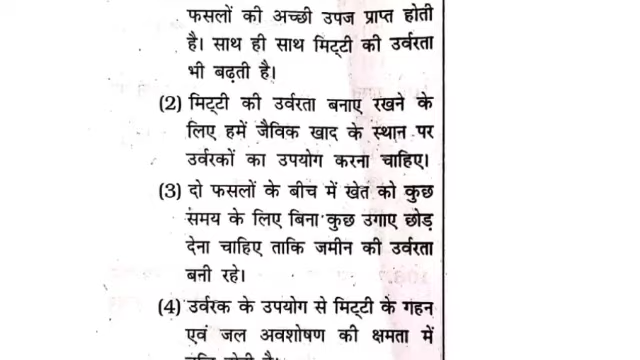 फसलों की अच्छी उपज प्राप्त होती
है। साथ ही साथ मिट्टी की उर्वरता
भी बढ़ती है।
(2) मिट्टी की उर्वरता बनाए रखने के
लिए हमें जैविक खाद के स्थान पर
उर्वरकों का उपयोग करना चाहिए।
(3) दो फसलों के बीच में खेत को कुछ
समय के लिए बिना कुछ उगाए छोड़
देना चाहिए ताकि जमीन की उर्वरता
बनी रहे।
(4) उर्वरक के उपयोग से मिट्टी के गहन
एवं जल अवशोषण की क्षमता में